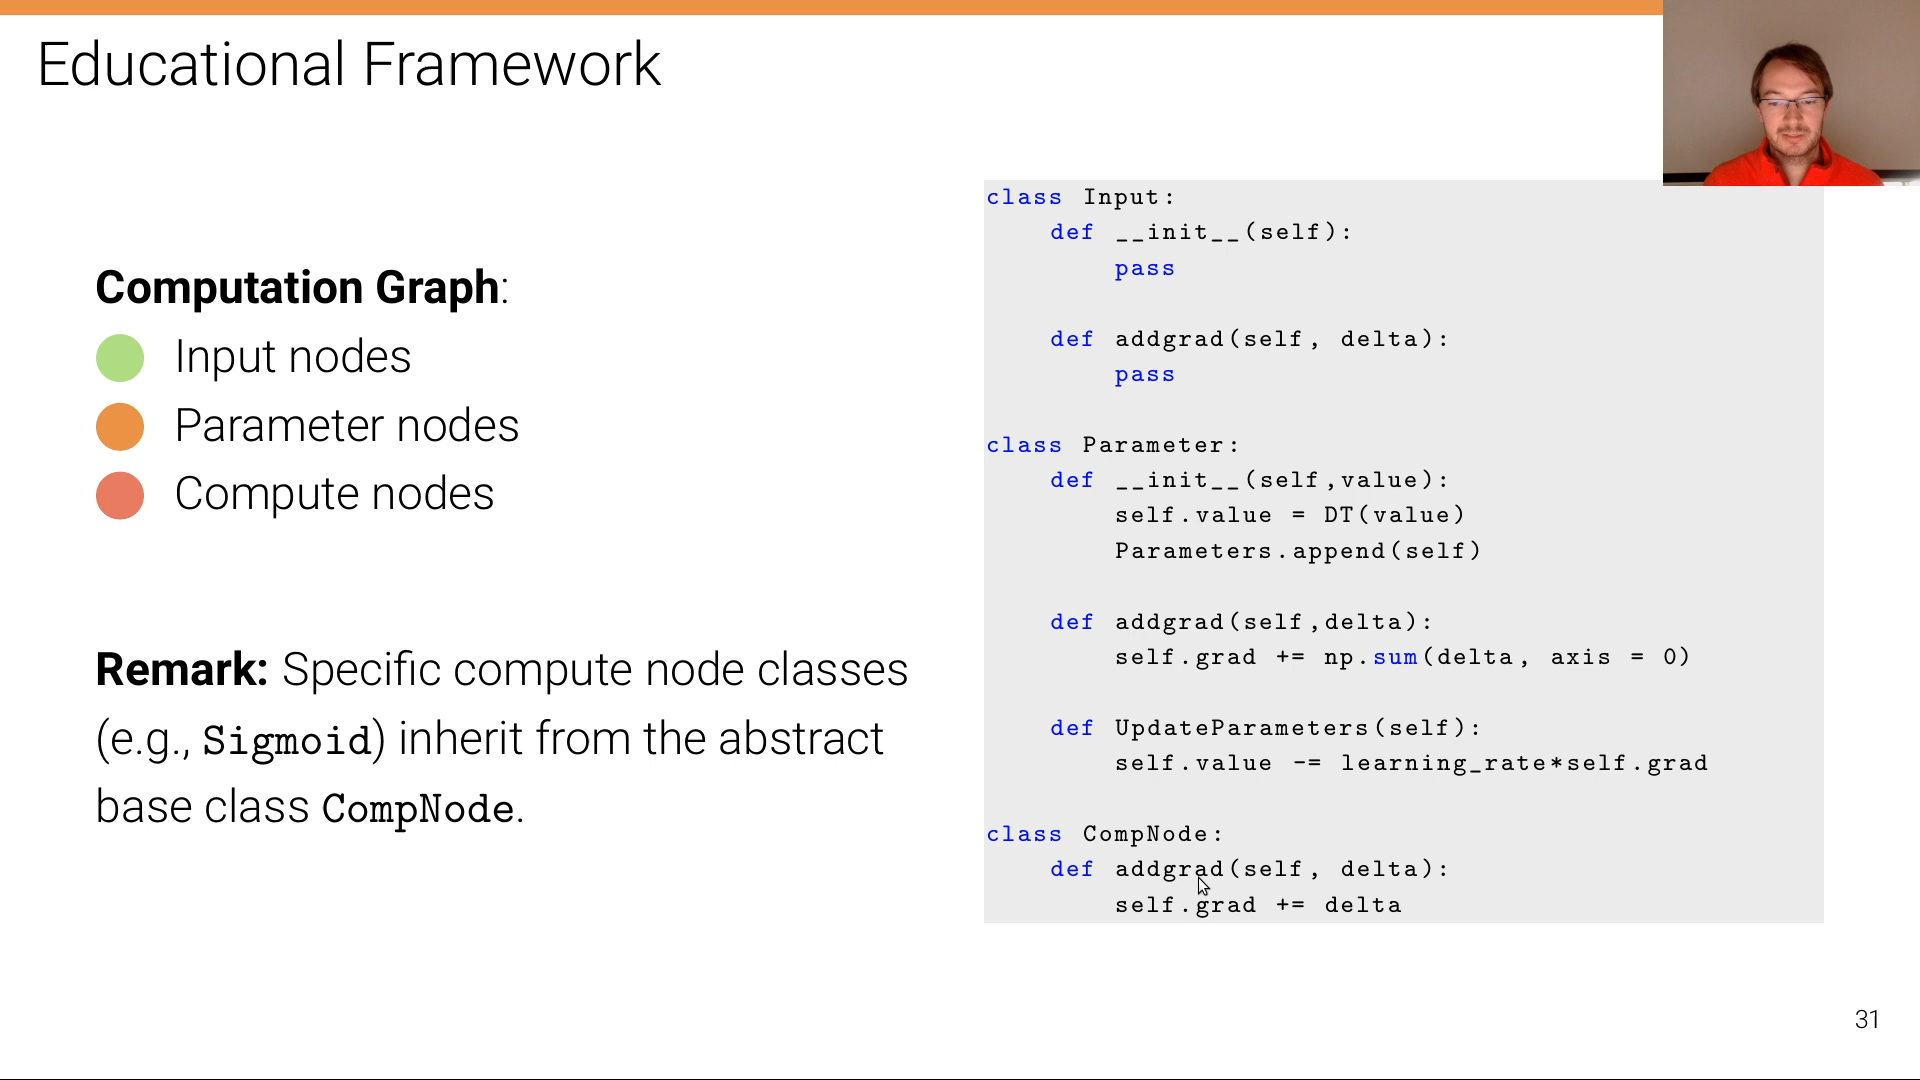 Educational Framework
Computation Graph:
Input nodes
Parameter nodes
Compute nodes
Remark: Specific compute node classes
(e.g., Sigmoid) inherit from the abstract
base class CompNode.
class Input:
    def __init__(self):
        pass

    def addgrad(self, delta):
        pass

class Parameter:
    def __init__(self,value):
        self.value = DT(value)
        Parameters.append(self)

    def addgrad(self,delta):
        self.grad += np.sum(delta, axis = 0)

    def UpdateParameters(self):
        self.value -= learning_rate*self.grad

class CompNode:
    def addgrad(self, delta):
        self.grad += delta
31